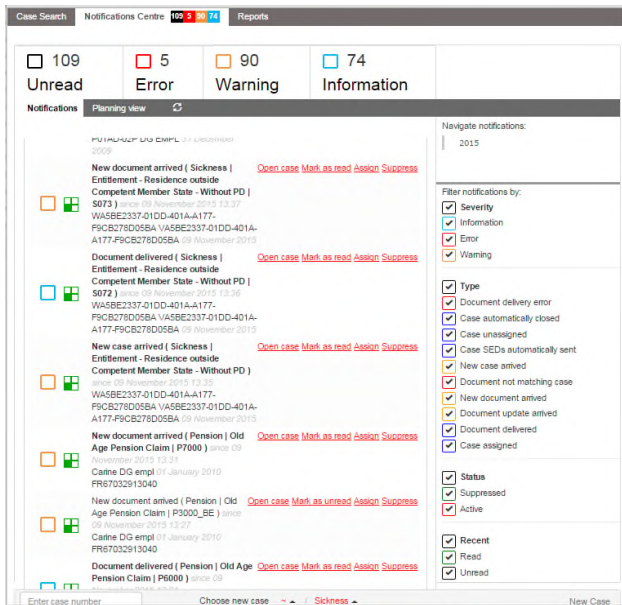 Case Search Notifications Centre 109 5 90 74 Reports
109 5 90 74
Unread Error Warning Information
Notifications Planning view
Navigate notifications:
2015
P01AD-02P DG EMPL 31 December
2009
New document arrived ( Sickness | Open case Mark as read Assign Suppress
Entitlement - Residence outside
Competent Member State - Without PD |
S073 ) since 09 November 2015 13:37
WA5BE2337-01DD-401A-A177-
F9CB278D05BA VA5BE2337-01DD-401A-
A177-F9CB278D05BA 09 November 2015
Document delivered ( Sickness | Open case Mark as read Assign Suppress
Entitlement - Residence outside
Competent Member State - Without PD |
S072 ) since 09 November 2015 13:36
WA5BE2337-01DD-401A-A177-
F9CB278D05BA VA5BE2337-01DD-401A-
A177-F9CB278D05BA 09 November 2015
New case arrived ( Sickness | Open case Mark as read Assign Suppress
Entitlement - Residence outside
Competent Member State - Without PD )
since 09 November 2015 13:35
WA5BE2337-01DD-401A-A177-
F9CB278D05BA VA5BE2337-01DD-401A-
A177-F9CB278D05BA 09 November 2015
New document arrived ( Pension | Old Open case Mark as read Assign Suppress
Age Pension Claim | P7000 ) since 09
November 2015 13:31
Carine DG empl 01 January 2010
FR67032913040
New document arrived ( Pension | Old Open case Mark as unread Assign Suppress
Age Pension Claim | P3000_BE ) since
09 November 2015 13:27
Carine DG empl 01 January 2010
FR67032913040
Document delivered ( Pension | Old Age Open case Mark as read Assign Suppress
Pension Claim | P6000 ) since 09
Filter notifications by:
Severity
Information
Error
Warning
Type
Document delivery error
Case automatically closed
Case unassigned
Case SEDs automatically sent
New case arrived
Document not matching case
New document arrived
Document update arrived
Document delivered
Case assigned
Status
Suppressed
Active
Recent
Read
Unread
Enter case number Choose new case ~ / Sickness New Case